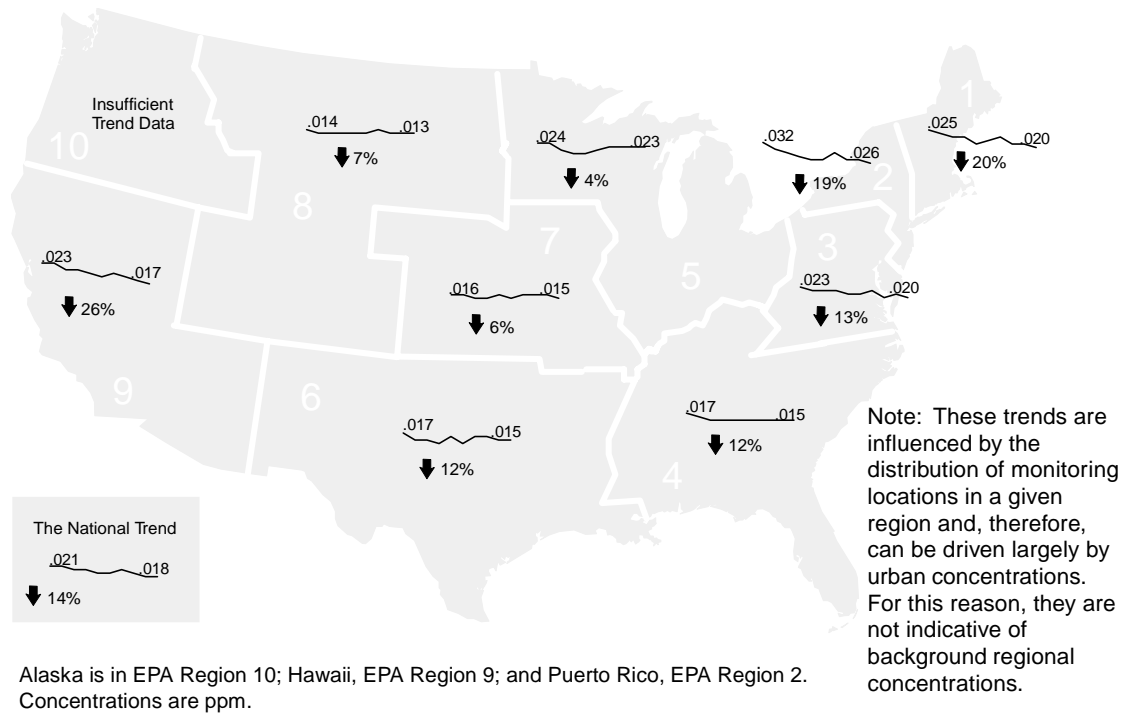 Insufficient
Trend Data
10
.014
.013
7%
8
.024
.023
4%
.032
.026
19%
2
.025
.020
20%
1
.023
.017
26%
9
.016
.015
6%
7
5
3
.023
.020
13%
6
.017
.015
12%
.017
.015
12%
4
The National Trend
.021
.018
14%
Note: These trends are
influenced by the
distribution of monitoring
locations in a given
region and, therefore,
can be driven largely by
urban concentrations.
For this reason, they are
not indicative of
background regional
concentrations.
Alaska is in EPA Region 10; Hawaii, EPA Region 9; and Puerto Rico, EPA Region 2.
Concentrations are ppm.